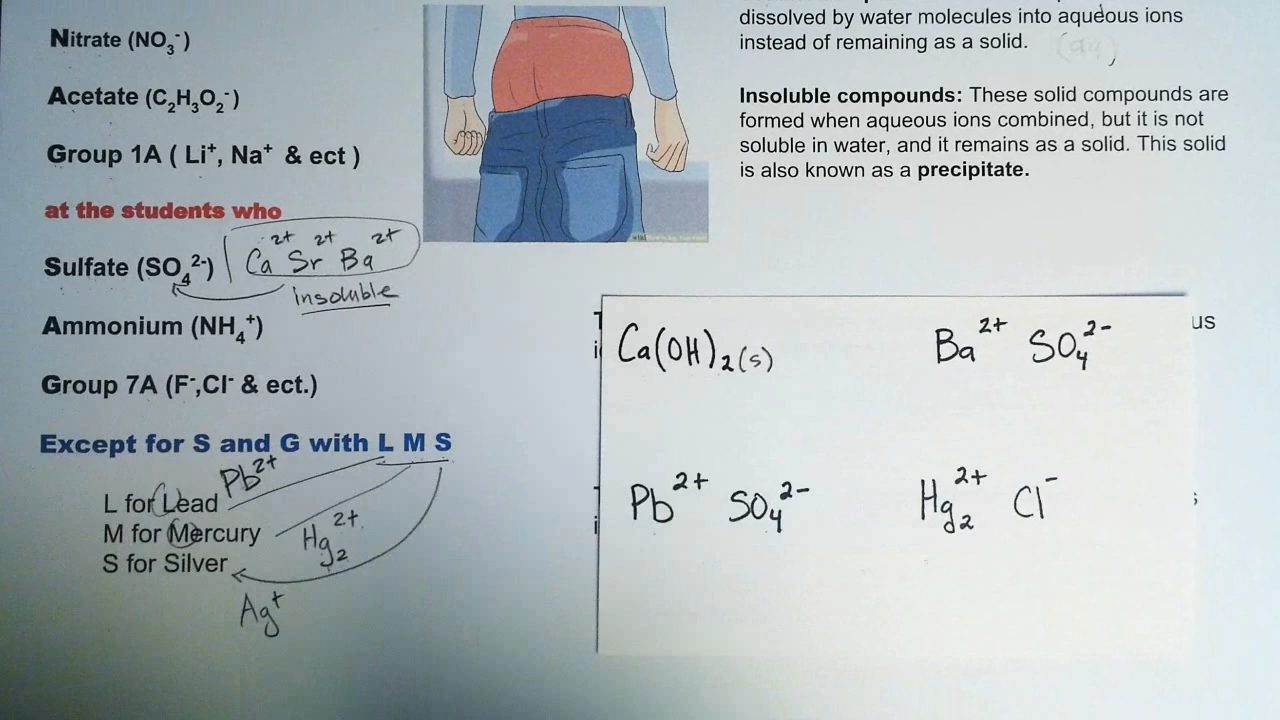 Nitrate (NO₃⁻)
Acetate (C₂H₃O₂⁻)
Group 1A ( Li⁺, Na⁺ & ect )
at the students who
Sulfate (SO₄²⁻) Ca²⁺ Sr²⁺ Ba²⁺
insoluble
Ammonium (NH₄⁺)
Group 7A (F⁻,Cl⁻ & ect.)
Except for S and G with L M S
Pb²⁺
L for Lead
M for Mercury
Hg₂²⁺
S for Silver
Ag⁺
dissolved by water molecules into aqueous ions
instead of remaining as a solid. (aq)
Insoluble compounds: These solid compounds are
formed when aqueous ions combined, but it is not
soluble in water, and it remains as a solid. This solid
is also known as a precipitate.
us
Ca(OH)₂(s) Ba²⁺ SO₄²⁻
Pb²⁺ SO₄²⁻ Hg₂²⁺ Cl⁻